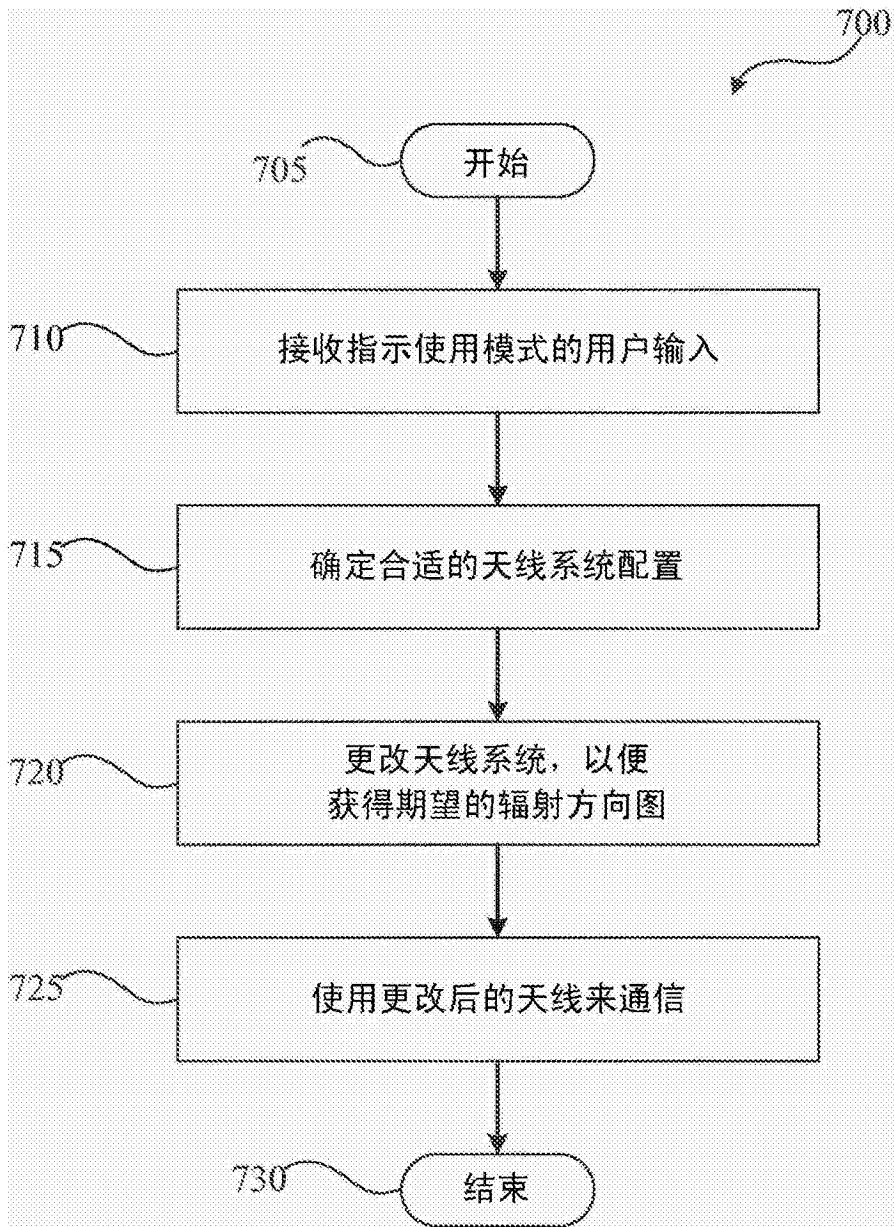 700
705
开始
710
接收指示使用模式的用户输入
715
确定合适的天线系统配置
720
更改天线系统，以便
获得期望的辐射方向图
725
使用更改后的天线来通信
730
结束